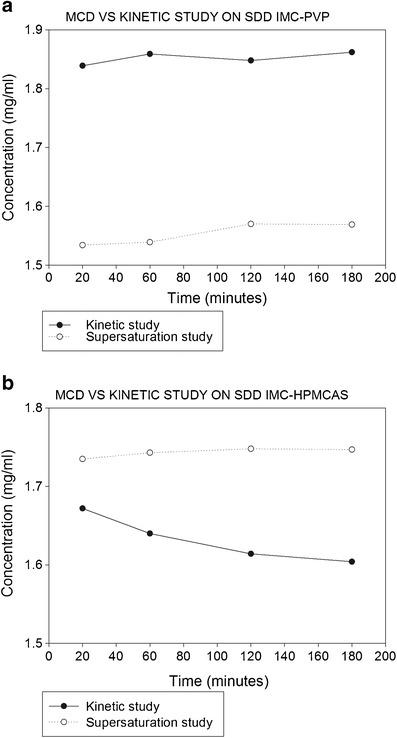 a
MCD VS KINETIC STUDY ON SDD IMC-PVP
Concentration (mg/ml)
1.9
1.8
1.7
1.6
1.5
0 20 40 60 80 100 120 140 160 180 200
Time (minutes)
Kinetic study
Supersaturation study
b
MCD VS KINETIC STUDY ON SDD IMC-HPMCAS
Concentration (mg/ml)
1.8
1.7
1.6
1.5
0 20 40 60 80 100 120 140 160 180 200
Time (minutes)
Kinetic study
Supersaturation study